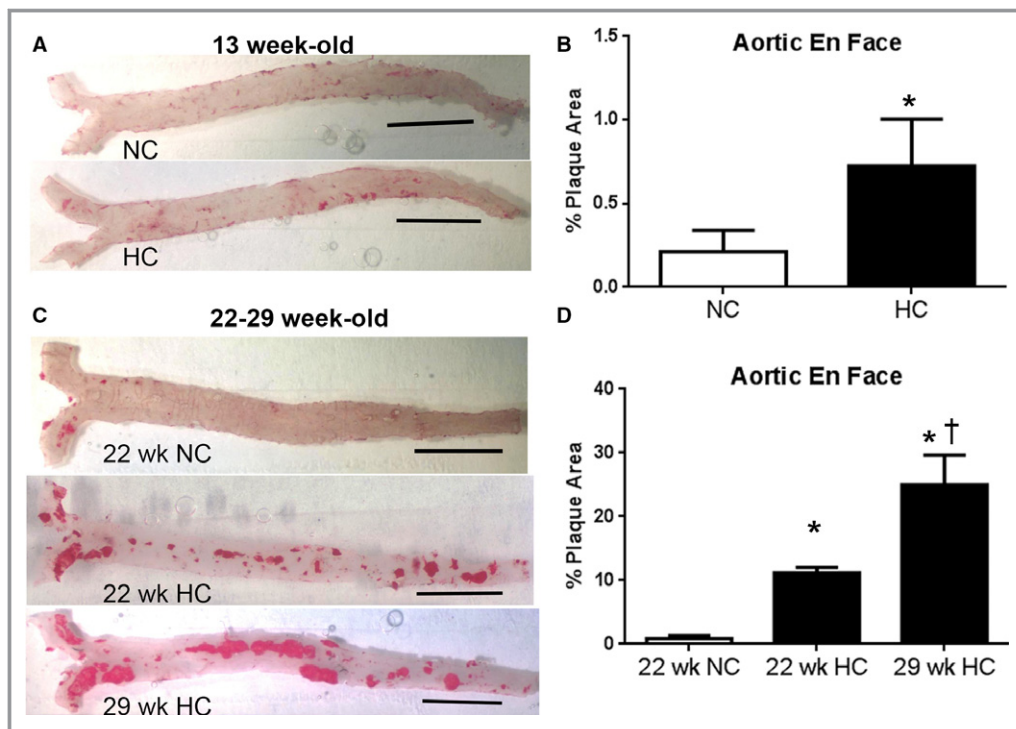 A
13 week-old
NC
HC
B
Aortic En Face
% Plaque Area
1.5
1.0
0.5
0.0
*
NC
HC
C
22-29 week-old
22 wk NC
22 wk HC
29 wk HC
D
Aortic En Face
% Plaque Area
40
30
20
10
0
*
* †
22 wk NC
22 wk HC
29 wk HC